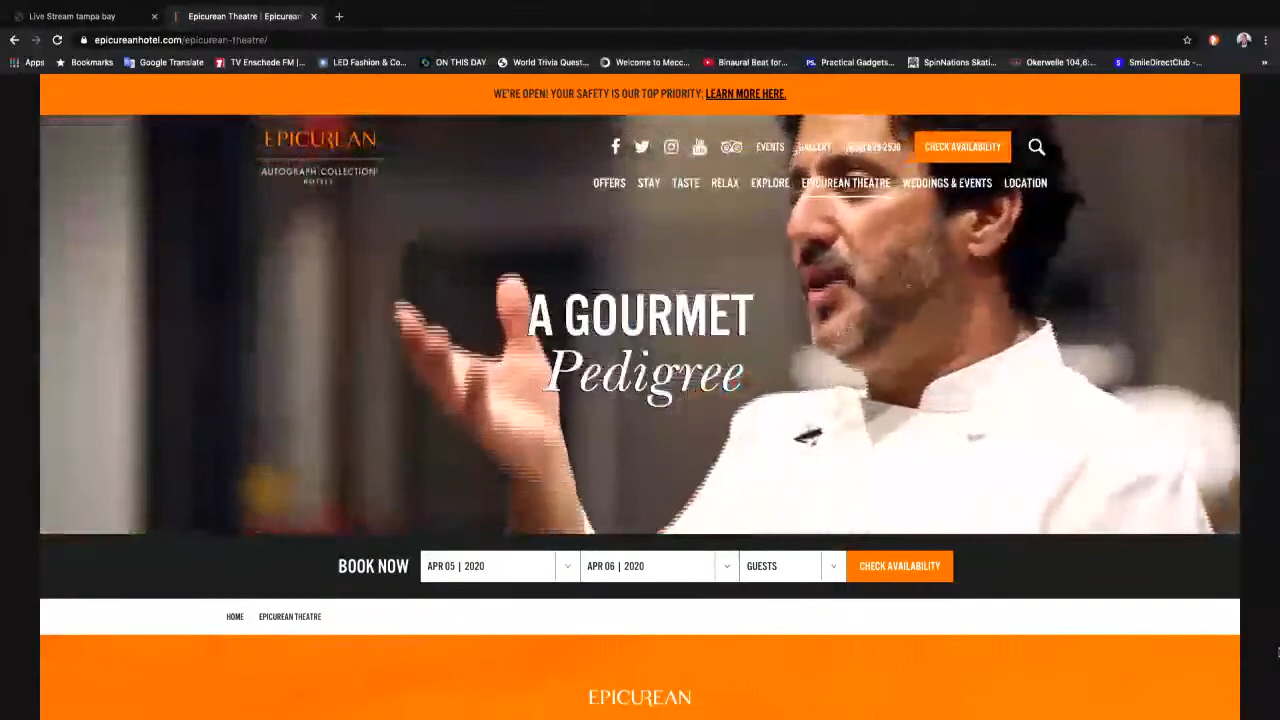 Live Stream tampa bay
Epicurean Theatre | Epicurean
epicureanhotel.com/epicurean-theatre/
Apps Bookmarks Google Translate TV Enschede FM |... LED Fashion & Co... ON THIS DAY World Trivia Quest... Welcome to Mecc... Binaural Beat for... Practical Gadgets... SpinNations Skati... Okerwelle 104,6:... SmileDirectClub -...
WE'RE OPEN! YOUR SAFETY IS OUR TOP PRIORITY, LEARN MORE HERE.
EPICUREAN
AUTOGRAPH COLLECTION
HOTELS
EVENTS GALLERY CHECK AVAILABILITY
OFFERS STAY TASTE RELAX EXPLORE EPICUREAN THEATRE WEDDINGS & EVENTS LOCATION
A GOURMET
Pedigree
BOOK NOW APR 05 | 2020 APR 06 | 2020 GUESTS CHECK AVAILABILITY
HOME EPICUREAN THEATRE
EPICUREAN